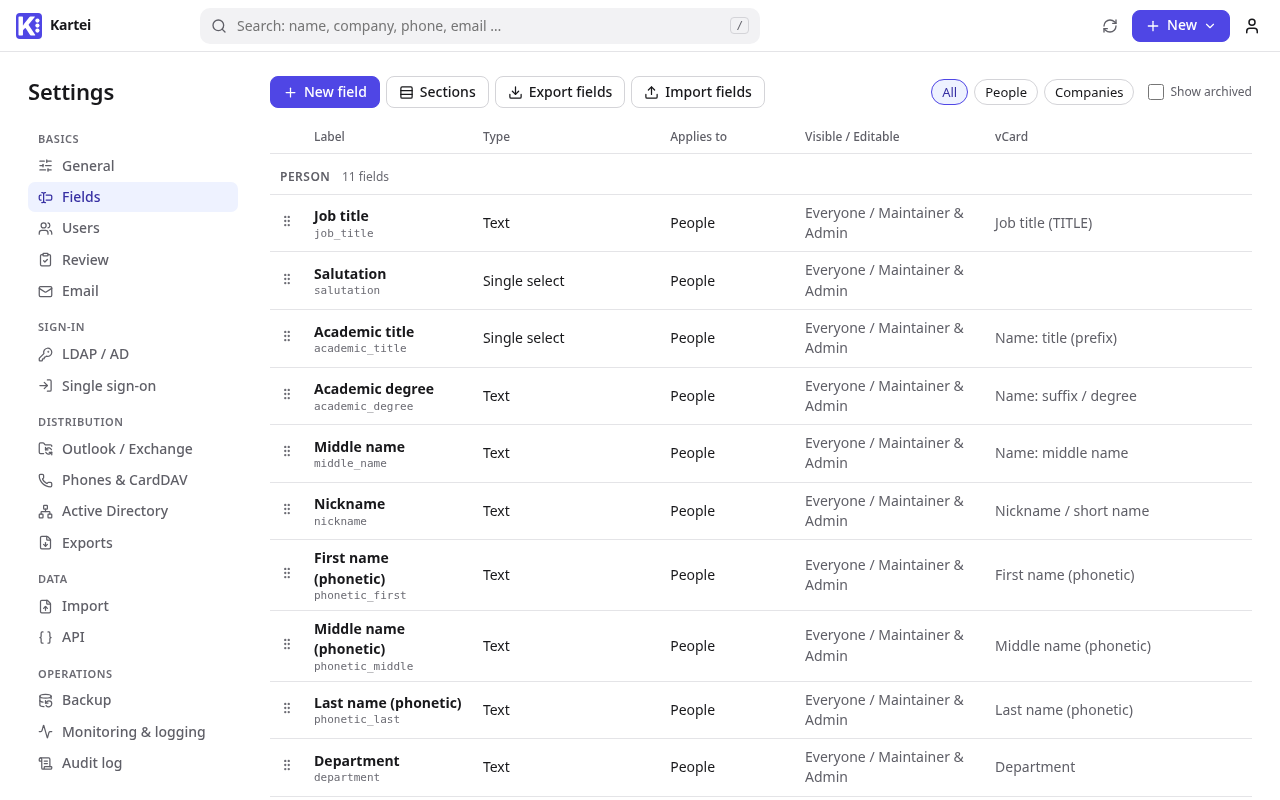 Kartei
Search: name, company, phone, email ...
/
New
Settings
New field
Sections
Export fields
Import fields
All
People
Companies
Show archived
BASICS
General
Fields
Users
Review
Email
SIGN-IN
LDAP / AD
Single sign-on
DISTRIBUTION
Outlook / Exchange
Phones & CardDAV
Active Directory
Exports
DATA
Import
API
OPERATIONS
Backup
Monitoring & logging
Audit log
Label Type Applies to Visible / Editable vCard
PERSON 11 fields
Job title
job_title
Text
People
Everyone / Maintainer &
Admin
Job title (TITLE)
Salutation
salutation
Single select
People
Everyone / Maintainer &
Admin
Academic title
academic_title
Single select
People
Everyone / Maintainer &
Admin
Name: title (prefix)
Academic degree
academic_degree
Text
People
Everyone / Maintainer &
Admin
Name: suffix / degree
Middle name
middle_name
Text
People
Everyone / Maintainer &
Admin
Name: middle name
Nickname
nickname
Text
People
Everyone / Maintainer &
Admin
Nickname / short name
First name
(phonetic)
phonetic_first
Text
People
Everyone / Maintainer &
Admin
First name (phonetic)
Middle name
(phonetic)
phonetic_middle
Text
People
Everyone / Maintainer &
Admin
Middle name (phonetic)
Last name (phonetic)
phonetic_last
Text
People
Everyone / Maintainer &
Admin
Last name (phonetic)
Department
department
Text
People
Everyone / Maintainer &
Admin
Department